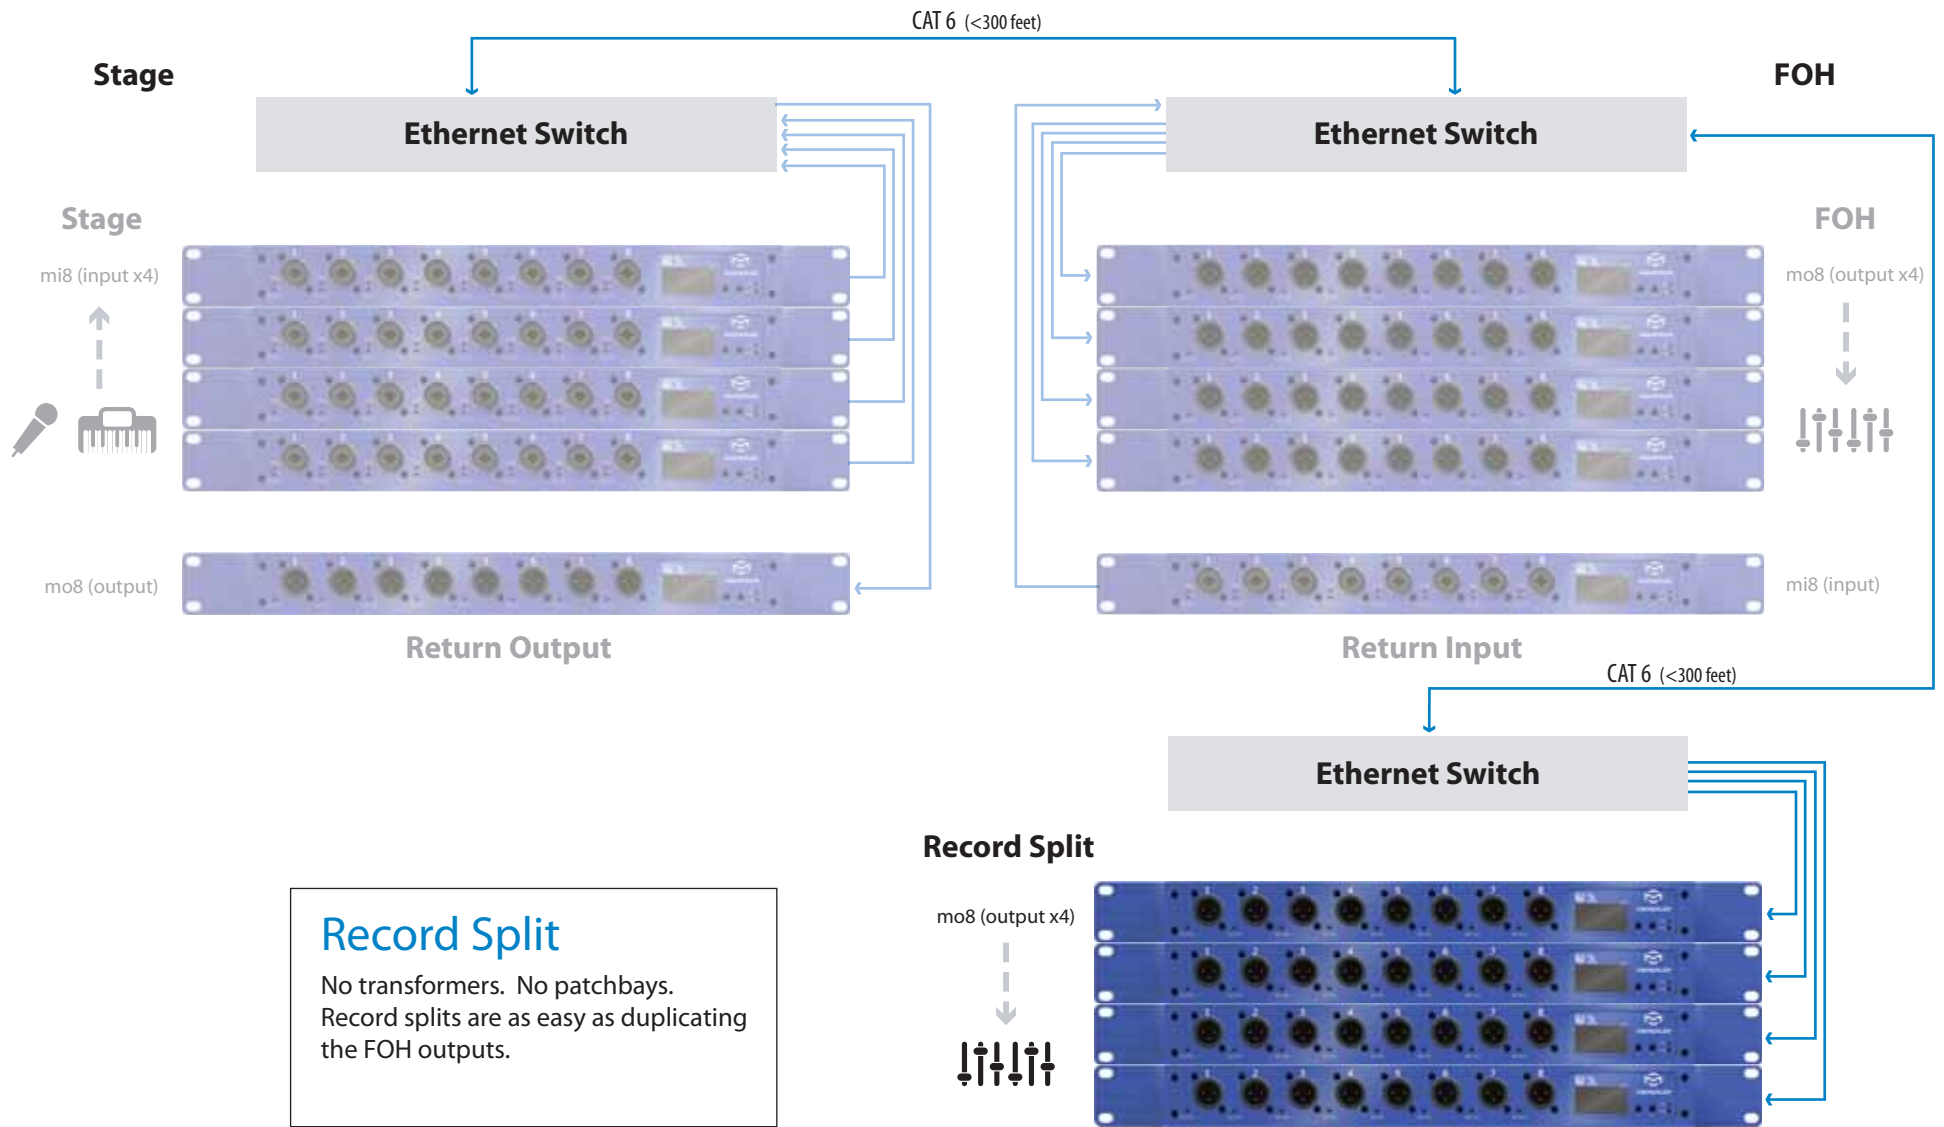 CAT 6 (<300 feet)
Stage
FOH
Ethernet Switch
Ethernet Switch
Stage
FOH
mi8 (input x4)
mo8 (output x4)
mo8 (output)
mi8 (input)
Return Output
Return Input
CAT 6 (<300 feet)
Ethernet Switch
Record Split
mo8 (output x4)
Record Split
No transformers. No patchbays.
Record splits are as easy as duplicating
the FOH outputs.